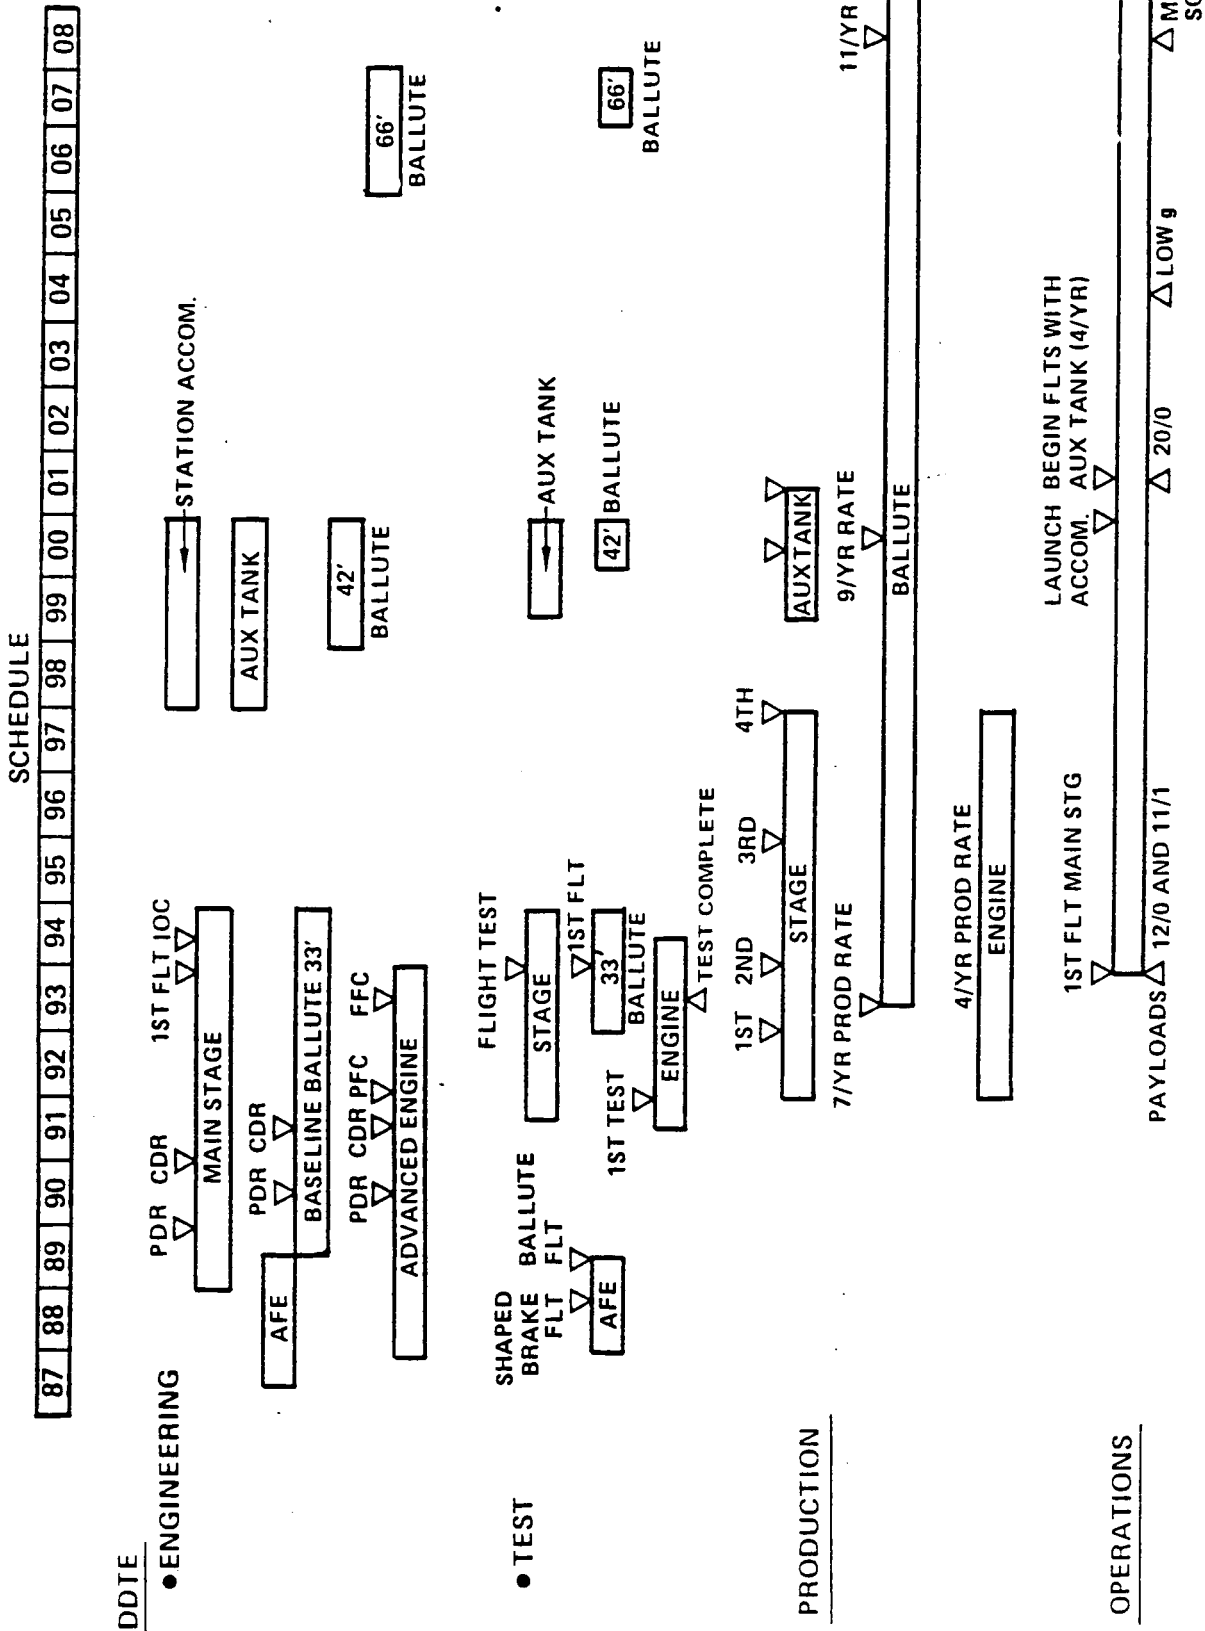 SCHEDULE
87 88 89 90 91 92 93 94 95 96 97 98 99 00 01 02 03 04 05 06 07 08
DDTE
● ENGINEERING
PDR CDR 1ST FLT IOC
MAIN STAGE
STATION ACCOM.
AUX TANK
PDR CDR
AFE
BASELINE BALLUTE 33'
42'
BALLUTE
66'
BALLUTE
PDR CDR PFC FFC
ADVANCED ENGINE
● TEST
FLIGHT TEST
STAGE
AUX TANK
SHAPED
BRAKE BALLUTE
FLT FLT
AFE
1ST FLT
33'
BALLUTE
42' BALLUTE
66'
BALLUTE
1ST TEST
ENGINE
TEST COMPLETE
PRODUCTION
1ST 2ND 3RD 4TH
STAGE
AUX TANK
7/YR PROD RATE
9/YR RATE
11/YR
BALLUTE
4/YR PROD RATE
ENGINE
OPERATIONS
1ST FLT MAIN STG
LAUNCH BEGIN FLTS WITH
ACCOM. AUX TANK (4/YR)
PAYLOADS 12/0 AND 11/1
20/0
LOW g